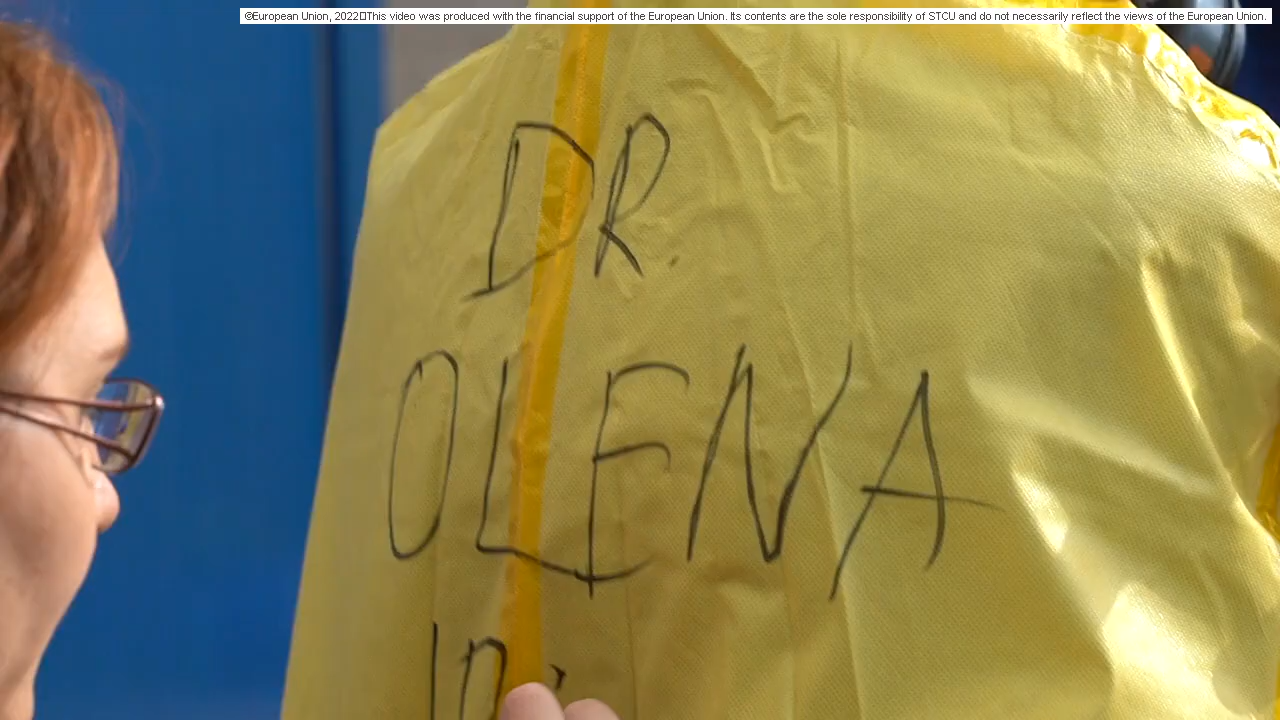 ©European Union, 2022 This video was produced with the financial support of the European Union. Its contents are the sole responsibility of STCU and do not necessarily reflect the views of the European Union.
DR.
OLENA